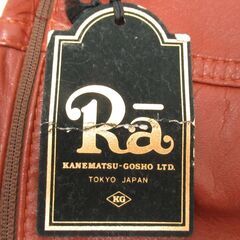 Rā
KANEMATSU-GOSHO LTD.
TOKYO JAPAN
KG